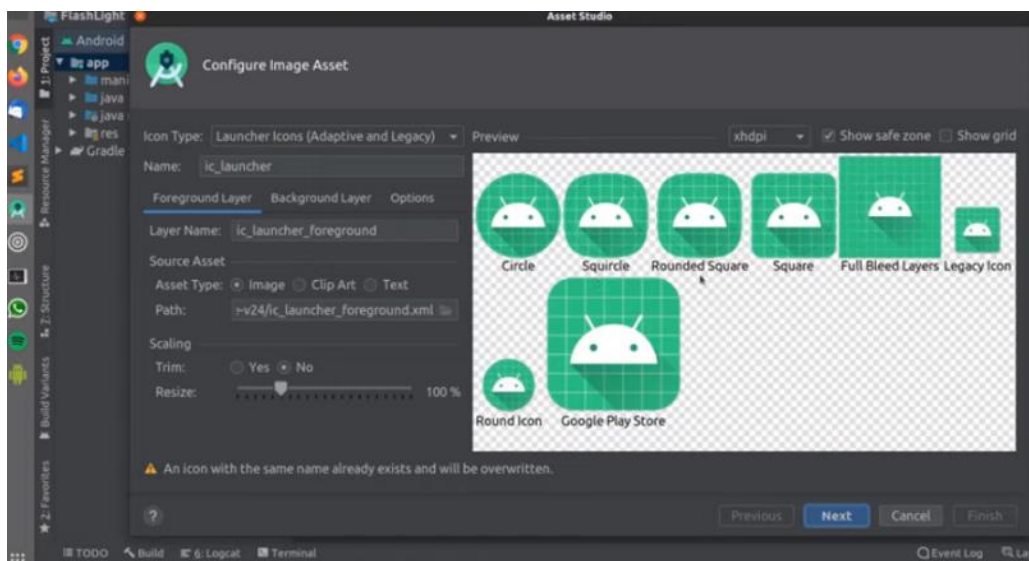 FlashLight
Asset Studio
Android
app
mani
java
java
res
Gradle
1: Project
Resource Manager
Z: Structure
Build Variants
2: Favorites
Configure Image Asset
Icon Type: Launcher Icons (Adaptive and Legacy)
Name: ic_launcher
Foreground Layer Background Layer Options
Layer Name: ic_launcher_foreground
Source Asset
Asset Type: Image Clip Art Text
Path: -v24/ic_launcher_foreground.xml
Scaling
Trim: Yes No
Resize: 100 %
Preview xhdpi Show safe zone Show grid
Circle Squircle Rounded Square Square Full Bleed Layers Legacy Icon
Round Icon Google Play Store
An icon with the same name already exists and will be overwritten.
? Previous Next Cancel Finish
TODO Build 6: Logcat Terminal Event Log La